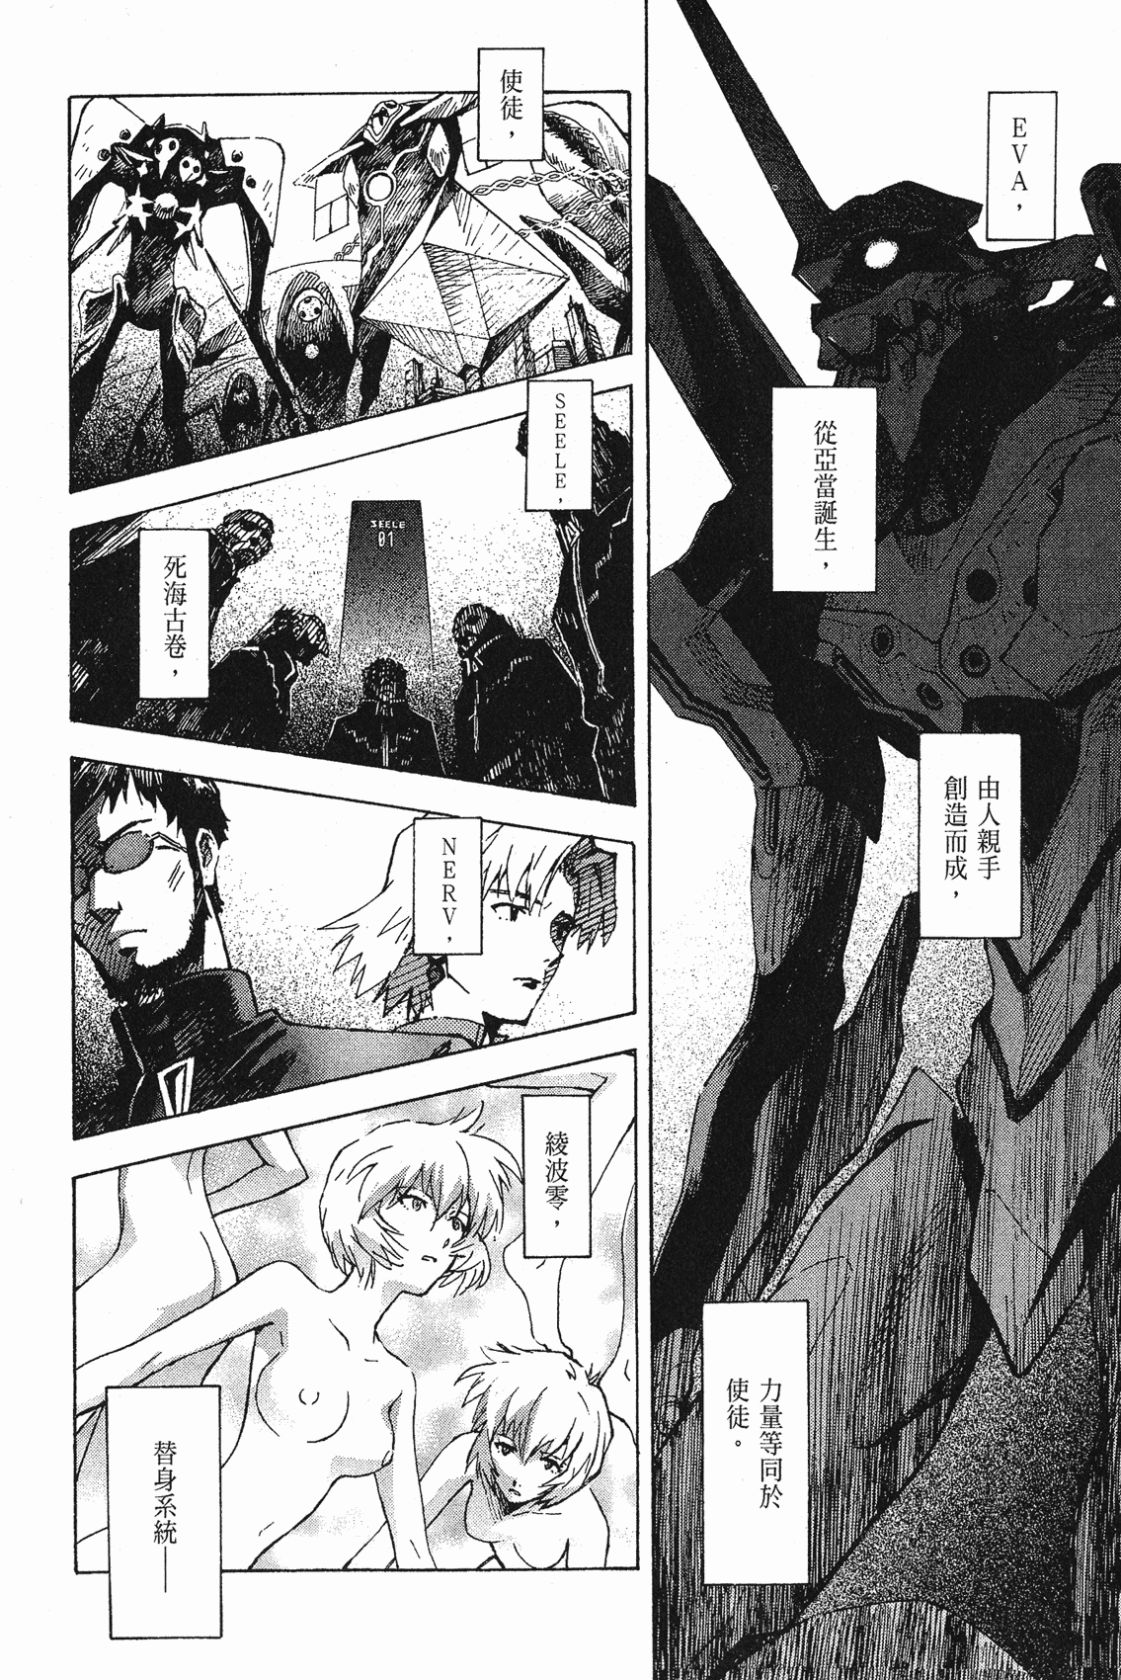 EVA，
從亞當誕生，
由人親手
創造而成，
力量等同於
使徒。
使徒，
SEELE，
SEELE
01
死海古卷，
NERV，
綾波零，
替身系統——